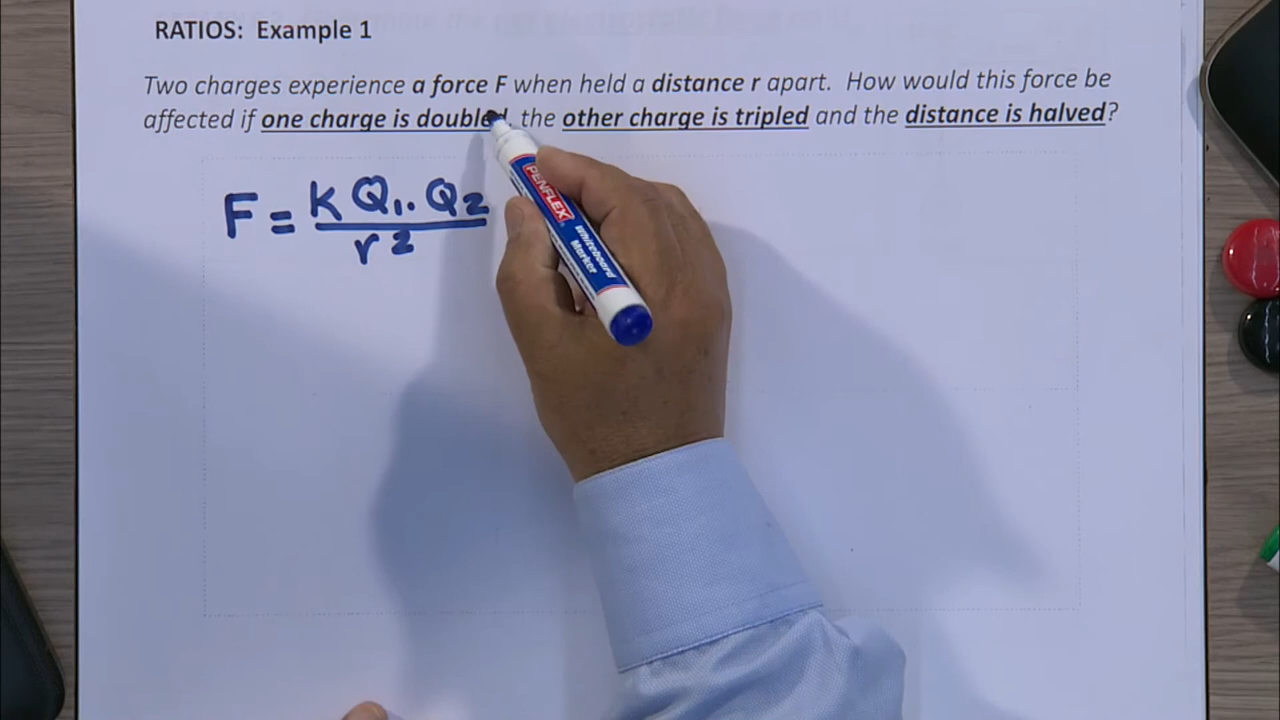 RATIOS: Example 1
Two charges experience a force F when held a distance r apart. How would this force be
affected if one charge is doubled, the other charge is tripled and the distance is halved?
F = K Q₁. Q₂
r²
PENFLEX
Whiteboard
Marker